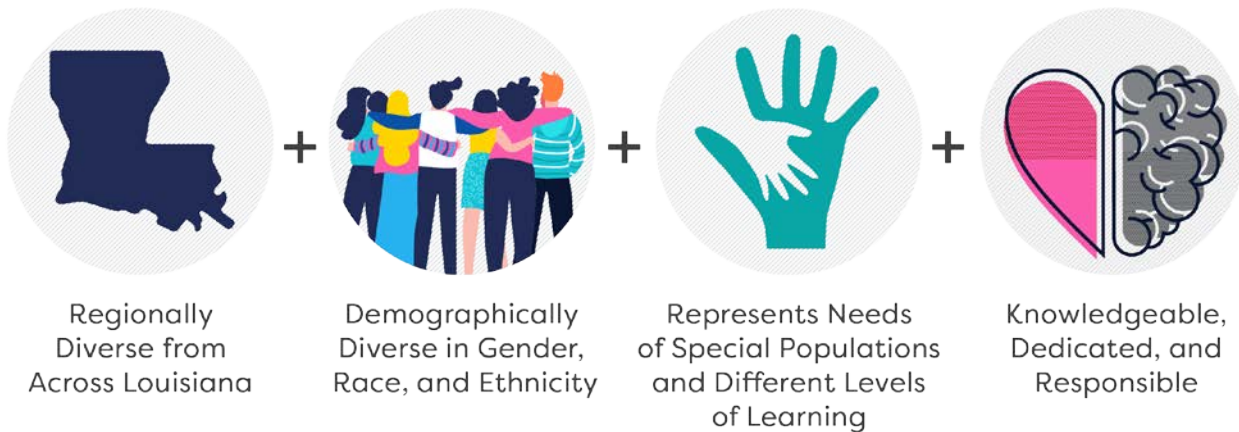 + + +
Regionally
Diverse from
Across Louisiana
Demographically
Diverse in Gender,
Race, and Ethnicity
Represents Needs
of Special Populations
and Different Levels
of Learning
Knowledgeable,
Dedicated, and
Responsible